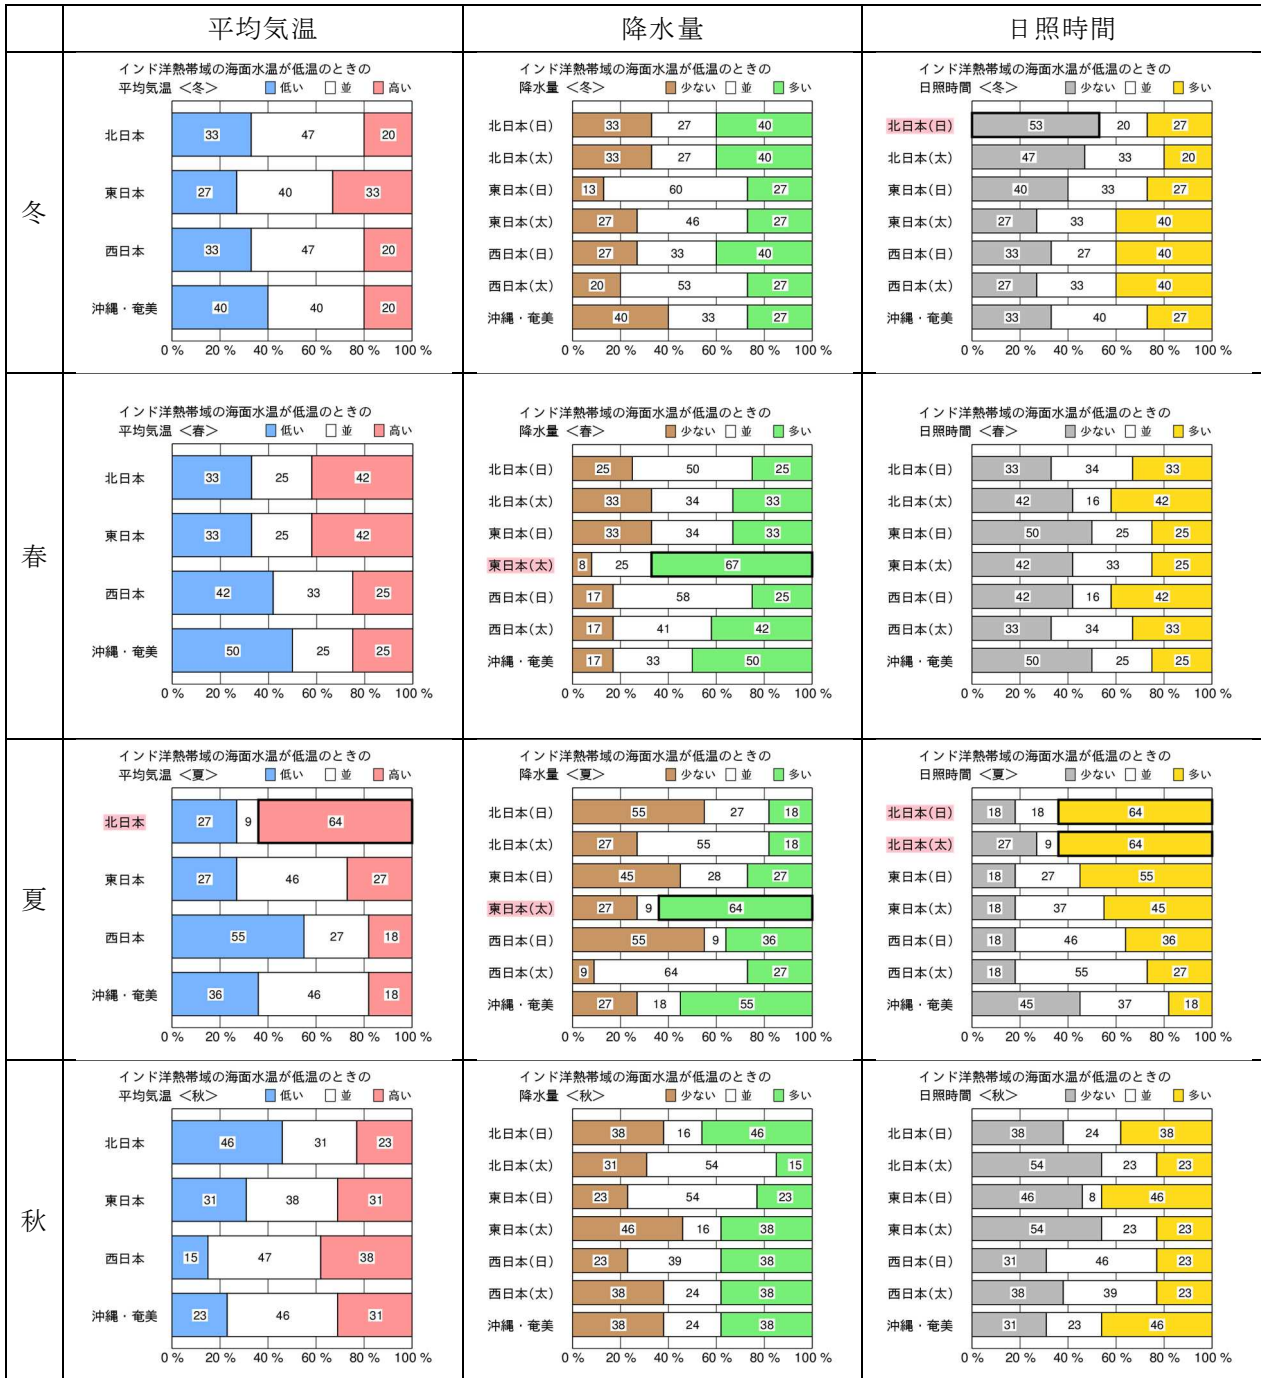 平均気温 降水量 日照時間
冬
インド洋熱帯域の海面水温が低温のときの
平均気温 <冬> 低い 並 高い
北日本 33 47 20
東日本 27 40 33
西日本 33 47 20
沖縄・奄美 40 40 20
0 % 20 % 40 % 60 % 80 % 100 %
インド洋熱帯域の海面水温が低温のときの
降水量 <冬> 少ない 並 多い
北日本(日) 33 27 40
北日本(太) 33 27 40
東日本(日) 13 60 27
東日本(太) 27 46 27
西日本(日) 27 33 40
西日本(太) 20 53 27
沖縄・奄美 40 33 27
0 % 20 % 40 % 60 % 80 % 100 %
インド洋熱帯域の海面水温が低温のときの
日照時間 <冬> 少ない 並 多い
北日本(日) 53 20 27
北日本(太) 47 33 20
東日本(日) 40 33 27
東日本(太) 27 33 40
西日本(日) 33 27 40
西日本(太) 27 33 40
沖縄・奄美 33 40 27
0 % 20 % 40 % 60 % 80 % 100 %
春
インド洋熱帯域の海面水温が低温のときの
平均気温 <春> 低い 並 高い
北日本 33 25 42
東日本 33 25 42
西日本 42 33 25
沖縄・奄美 50 25 25
0 % 20 % 40 % 60 % 80 % 100 %
インド洋熱帯域の海面水温が低温のときの
降水量 <春> 少ない 並 多い
北日本(日) 25 50 25
北日本(太) 33 34 33
東日本(日) 33 34 33
東日本(太) 8 25 67
西日本(日) 17 58 25
西日本(太) 17 41 42
沖縄・奄美 17 33 50
0 % 20 % 40 % 60 % 80 % 100 %
インド洋熱帯域の海面水温が低温のときの
日照時間 <春> 少ない 並 多い
北日本(日) 33 34 33
北日本(太) 42 16 42
東日本(日) 50 25 25
東日本(太) 42 33 25
西日本(日) 42 16 42
西日本(太) 33 34 33
沖縄・奄美 50 25 25
0 % 20 % 40 % 60 % 80 % 100 %
夏
インド洋熱帯域の海面水温が低温のときの
平均気温 <夏> 低い 並 高い
北日本 27 9 64
東日本 27 46 27
西日本 55 27 18
沖縄・奄美 36 46 18
0 % 20 % 40 % 60 % 80 % 100 %
インド洋熱帯域の海面水温が低温のときの
降水量 <夏> 少ない 並 多い
北日本(日) 55 27 18
北日本(太) 27 55 18
東日本(日) 45 28 27
東日本(太) 27 9 64
西日本(日) 55 9 36
西日本(太) 9 64 27
沖縄・奄美 27 18 55
0 % 20 % 40 % 60 % 80 % 100 %
インド洋熱帯域の海面水温が低温のときの
日照時間 <夏> 少ない 並 多い
北日本(日) 18 18 64
北日本(太) 27 9 64
東日本(日) 18 27 55
東日本(太) 18 37 45
西日本(日) 18 46 36
西日本(太) 18 55 27
沖縄・奄美 45 37 18
0 % 20 % 40 % 60 % 80 % 100 %
秋
インド洋熱帯域の海面水温が低温のときの
平均気温 <秋> 低い 並 高い
北日本 46 31 23
東日本 31 38 31
西日本 15 47 38
沖縄・奄美 23 46 31
0 % 20 % 40 % 60 % 80 % 100 %
インド洋熱帯域の海面水温が低温のときの
降水量 <秋> 少ない 並 多い
北日本(日) 38 16 46
北日本(太) 31 54 15
東日本(日) 23 54 23
東日本(太) 46 16 38
西日本(日) 23 39 38
西日本(太) 38 24 38
沖縄・奄美 38 24 38
0 % 20 % 40 % 60 % 80 % 100 %
インド洋熱帯域の海面水温が低温のときの
日照時間 <秋> 少ない 並 多い
北日本(日) 38 24 38
北日本(太) 54 23 23
東日本(日) 46 8 46
東日本(太) 54 23 23
西日本(日) 31 46 23
西日本(太) 38 39 23
沖縄・奄美 31 23 46
0 % 20 % 40 % 60 % 80 % 100 %